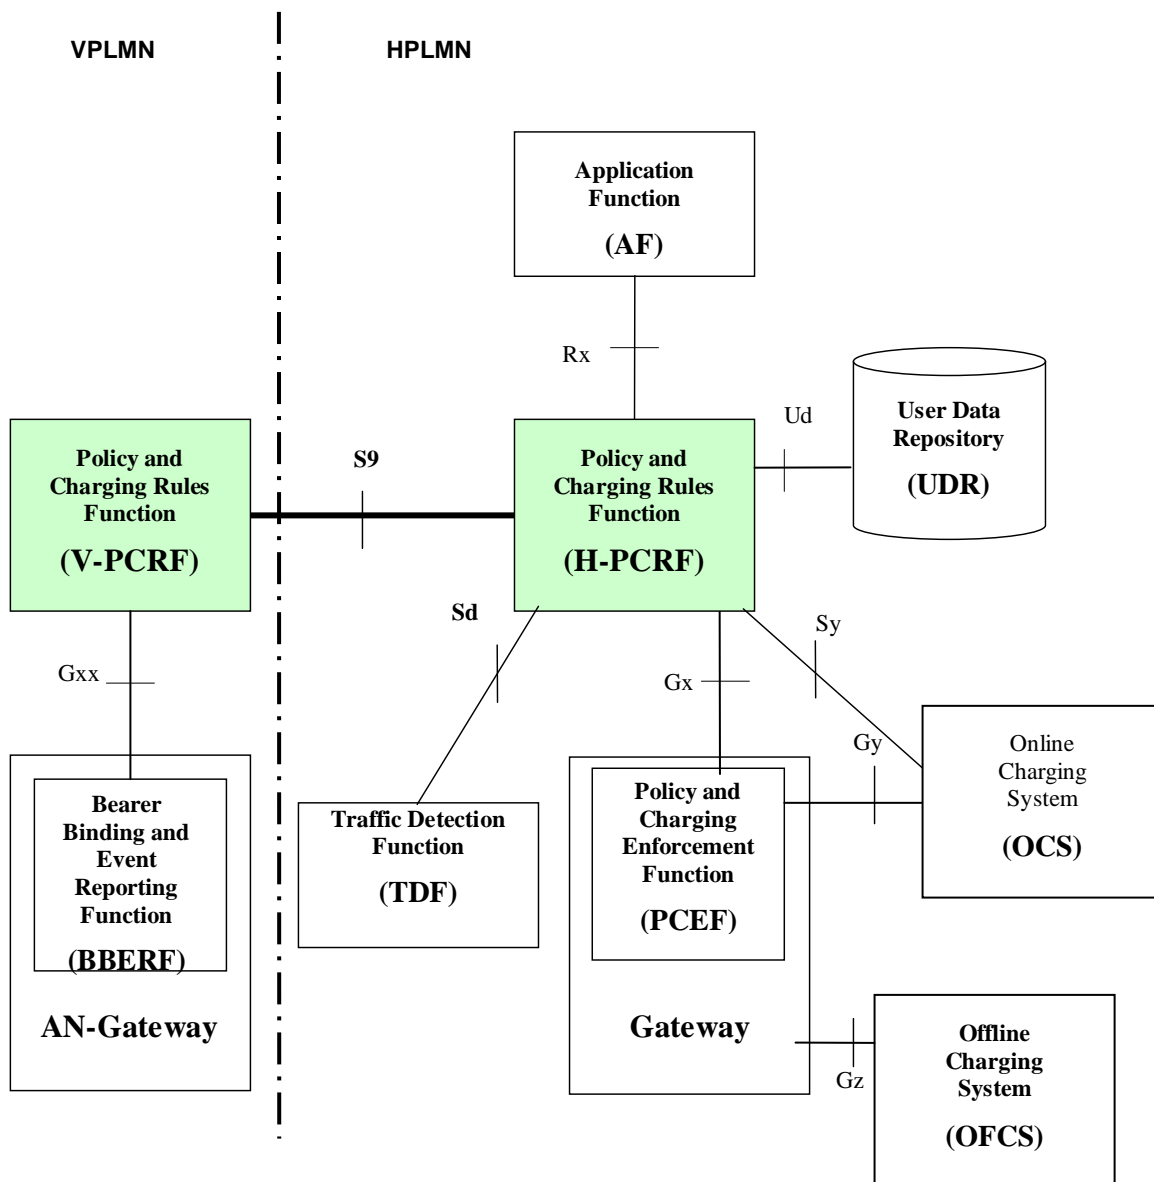 VPLMN
HPLMN
Application
Function
(AF)
Rx
Ud
User Data
Repository
(UDR)
Policy and
Charging Rules
Function
(V-PCRF)
S9
Policy and
Charging Rules
Function
(H-PCRF)
Gxx
Sd
Gx
Sy
Gy
Bearer
Binding and
Event
Reporting
Function
(BBERF)
AN-Gateway
Traffic Detection
Function
(TDF)
Policy and
Charging
Enforcement
Function
(PCEF)
Gateway
Online
Charging
System
(OCS)
Gz
Offline
Charging
System
(OFCS)